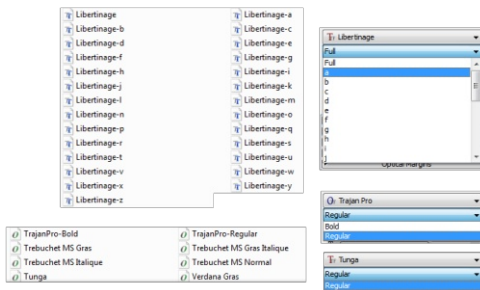 Libertinage Libertinage-a
Libertinage-b Libertinage-c
Libertinage-d Libertinage-e
Libertinage-f Libertinage-g
Libertinage-h Libertinage-i
Libertinage-j Libertinage-k
Libertinage-l Libertinage-m
Libertinage-n Libertinage-o
Libertinage-p Libertinage-q
Libertinage-r Libertinage-s
Libertinage-t Libertinage-u
Libertinage-v Libertinage-w
Libertinage-x Libertinage-y
Libertinage-z
Libertinage
Full
Full
a
b
c
d
e
f
g
h
i
j
Optical Margins
TrajanPro-Bold TrajanPro-Regular
Trebuchet MS Gras Trebuchet MS Gras Italique
Trebuchet MS Italique Trebuchet MS Normal
Tunga Verdana Gras
Trajan Pro
Regular
Bold
Regular
Tunga
Regular
Regular